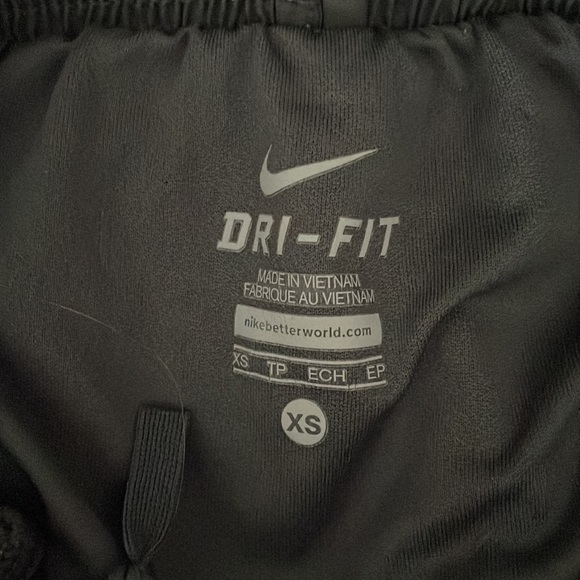 DRI-FIT
MADE IN VIETNAM
FABRIQUE AU VIETNAM
nikebetterworld.com
XS TP ECH EP
XS